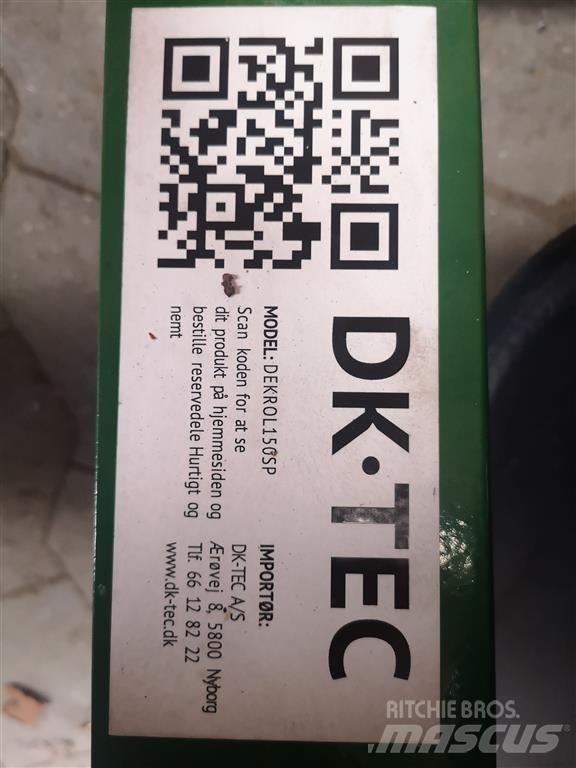 DK·TEC
MODEL: DEKROL150SP
Scan koden for at se
dit produkt på hjemmesiden og
bestille reservedele Hurtigt og
nemt
IMPORTØR:
DK-TEC A/S
Ærøvej 8, 5800 Nyborg
Tlf. 66 12 82 22
www.dk-tec.dk
RITCHIE BROS.
MASCUS